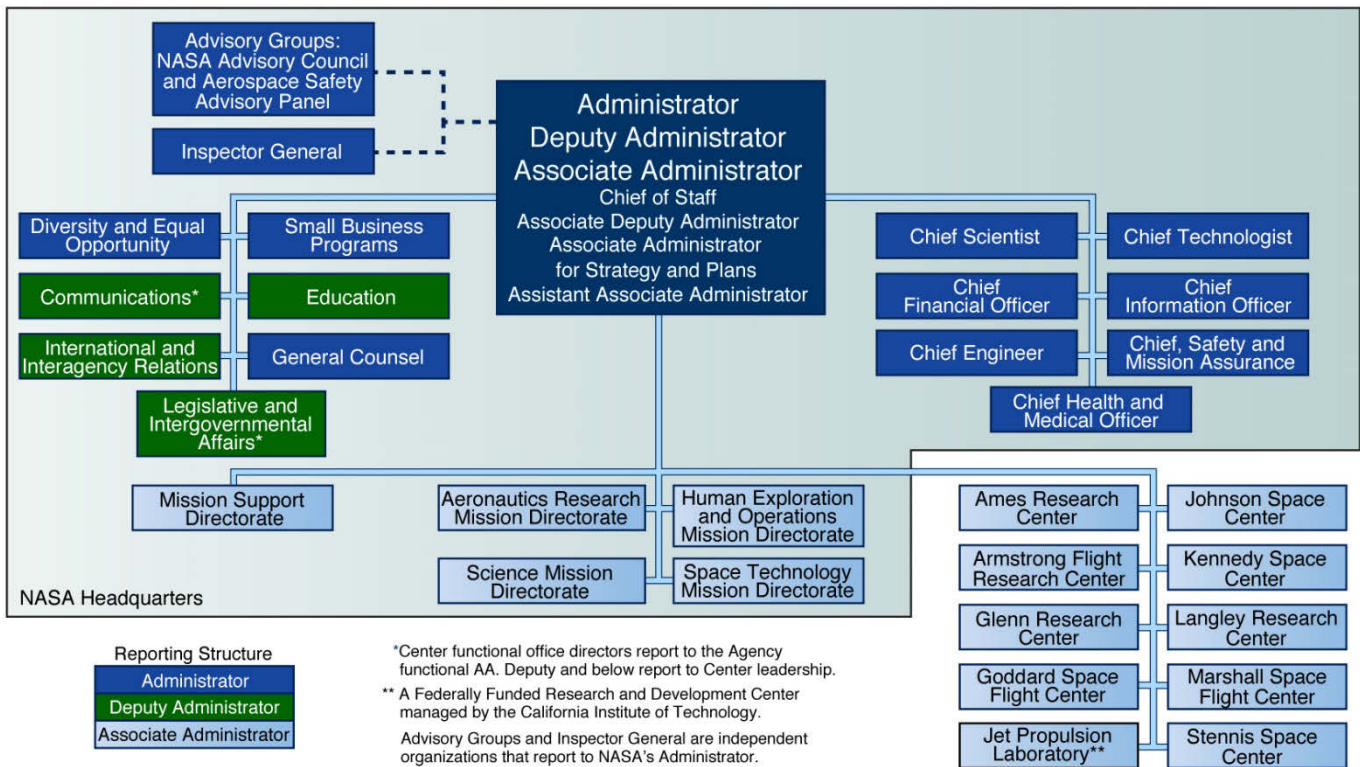 Advisory Groups:
NASA Advisory Council
and Aerospace Safety
Advisory Panel
Inspector General
Administrator
Deputy Administrator
Associate Administrator
Chief of Staff
Associate Deputy Administrator
Associate Administrator
for Strategy and Plans
Assistant Associate Administrator
Diversity and Equal
Opportunity
Small Business
Programs
Communications*
Education
International and
Interagency Relations
General Counsel
Legislative and
Intergovernmental
Affairs*
Chief Scientist
Chief Technologist
Chief
Financial Officer
Chief
Information Officer
Chief Engineer
Chief, Safety and
Mission Assurance
Chief Health and
Medical Officer
Mission Support
Directorate
Aeronautics Research
Mission Directorate
Human Exploration
and Operations
Mission Directorate
Science Mission
Directorate
Space Technology
Mission Directorate
NASA Headquarters
Ames Research
Center
Johnson Space
Center
Armstrong Flight
Research Center
Kennedy Space
Center
Glenn Research
Center
Langley Research
Center
Goddard Space
Flight Center
Marshall Space
Flight Center
Jet Propulsion
Laboratory**
Stennis Space
Center
Reporting Structure
Administrator
Deputy Administrator
Associate Administrator
*Center functional office directors report to the Agency
functional AA. Deputy and below report to Center leadership.
** A Federally Funded Research and Development Center
managed by the California Institute of Technology.
Advisory Groups and Inspector General are independent
organizations that report to NASA's Administrator.